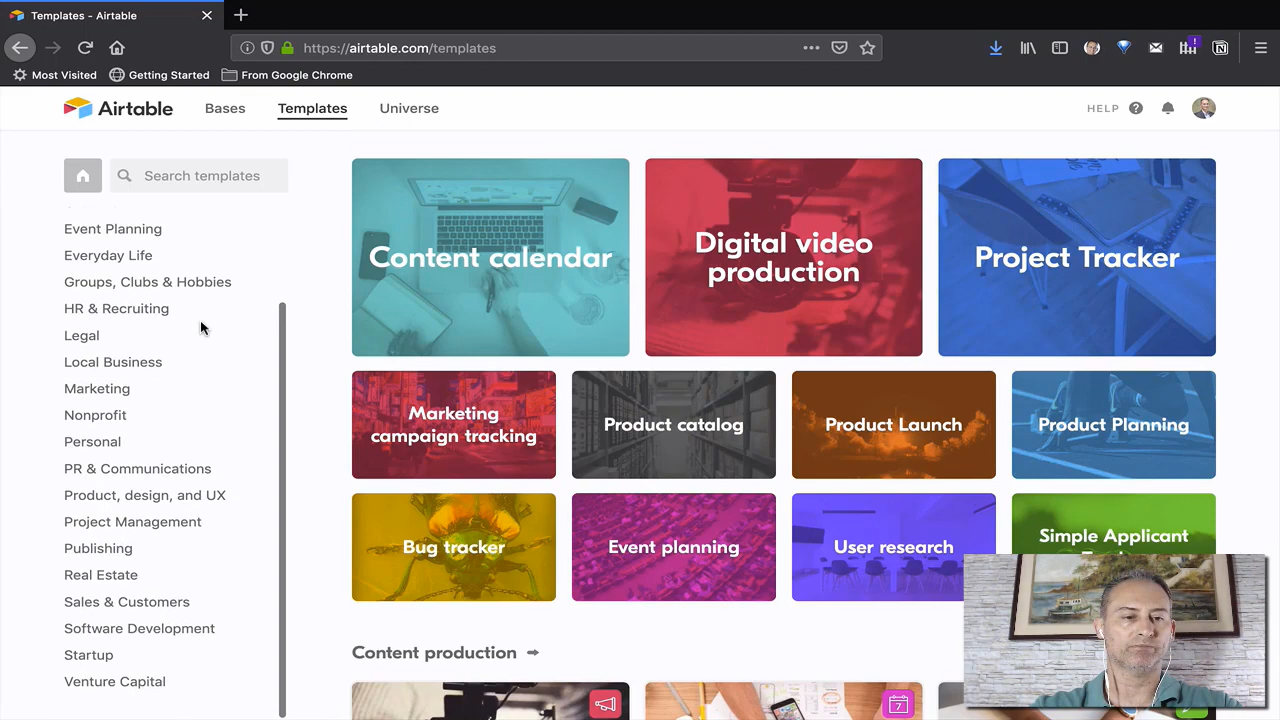 Templates - Airtable
https://airtable.com/templates
Most Visited
Getting Started
From Google Chrome
Airtable
Bases
Templates
Universe
HELP
Search templates
Event Planning
Everyday Life
Groups, Clubs & Hobbies
HR & Recruiting
Legal
Local Business
Marketing
Nonprofit
Personal
PR & Communications
Product, design, and UX
Project Management
Publishing
Real Estate
Sales & Customers
Software Development
Startup
Venture Capital
Content calendar
Digital video
production
Project Tracker
Marketing
campaign tracking
Product catalog
Product Launch
Product Planning
Bug tracker
Event planning
User research
Simple Applicant
Content production
7